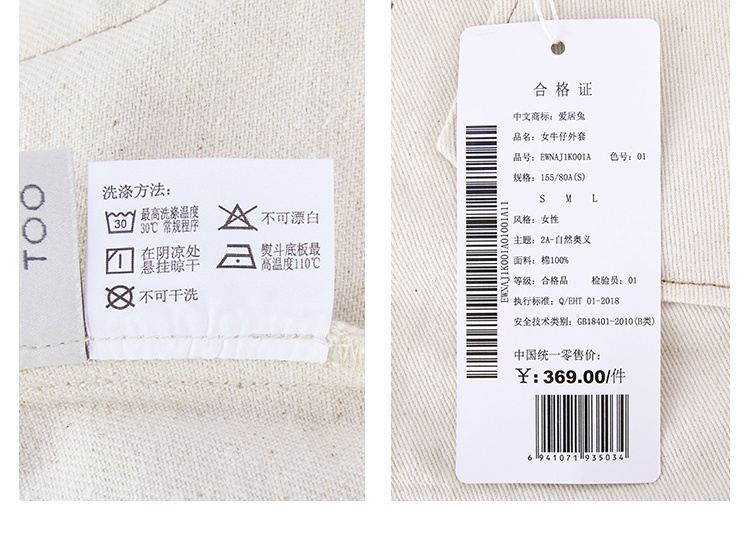 TOO
洗涤方法:
30
最高洗涤温度
30℃ 常规程序
不可漂白
在阴凉处
悬挂晾干
熨斗底板最
高温度110℃
不可干洗
合格证
中文商标: 爱居兔
品名: 女牛仔外套
品号: EWNAJ1K001A 色号: 01
规格: 155/80A(S)
S M L
风格: 女性
主题: 2A-自然奥义
面料: 棉100%
等级: 合格品 检验员: 01
执行标准: Q/EHT 01-2018
安全技术类别: GB18401-2010(B类)
中国统一零售价:
¥: 369.00/件
6 941071 935034
EWNAJ1K001A01001A11